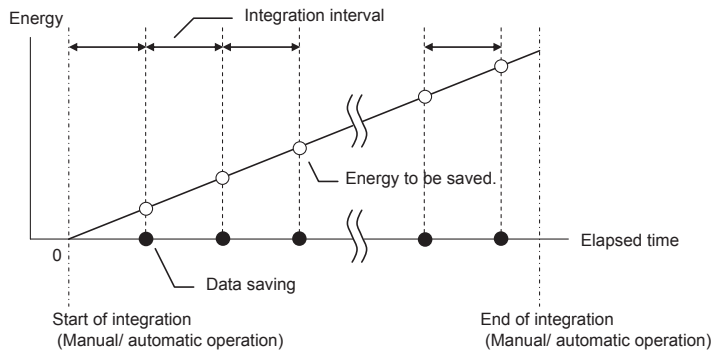 Energy
Integration interval
Energy to be saved.
0
Elapsed time
Data saving
Start of integration
(Manual/ automatic operation)
End of integration
(Manual/ automatic operation)